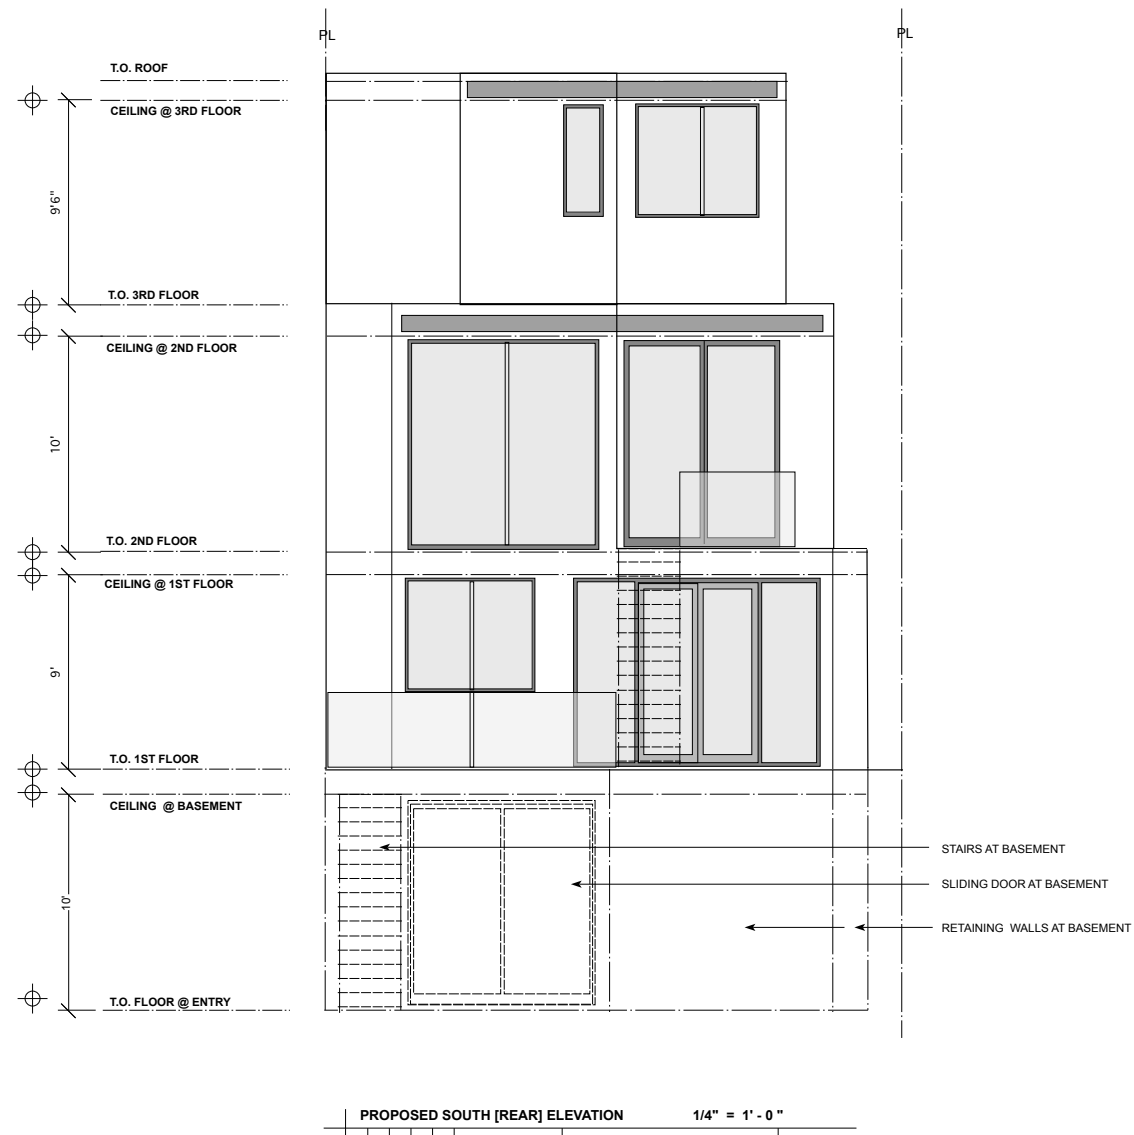 PL
PL
T.O. ROOF
CEILING @ 3RD FLOOR
9'6"
T.O. 3RD FLOOR
CEILING @ 2ND FLOOR
10'
T.O. 2ND FLOOR
CEILING @ 1ST FLOOR
9'
T.O. 1ST FLOOR
CEILING @ BASEMENT
STAIRS AT BASEMENT
SLIDING DOOR AT BASEMENT
10'
RETAINING WALLS AT BASEMENT
T.O. FLOOR @ ENTRY
PROPOSED SOUTH [REAR] ELEVATION 1/4" = 1' - 0 "